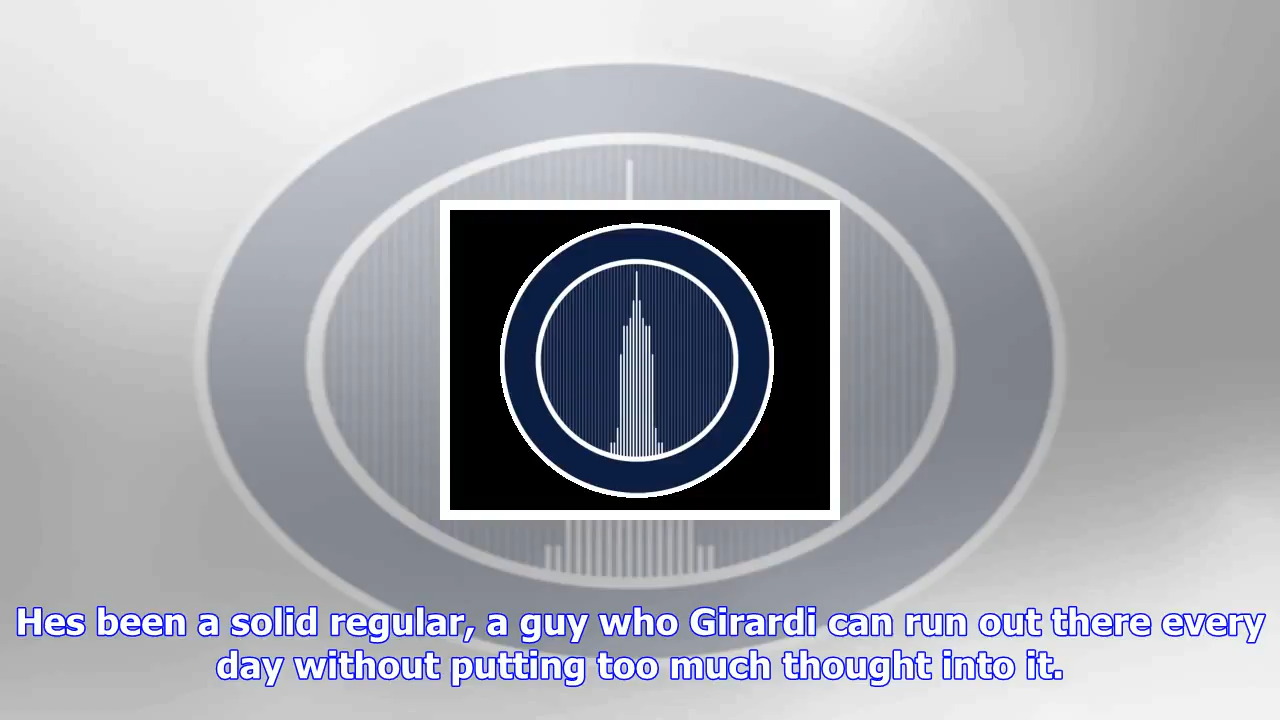 Hes been a solid regular, a guy who Girardi can run out there every
day without putting too much thought into it.